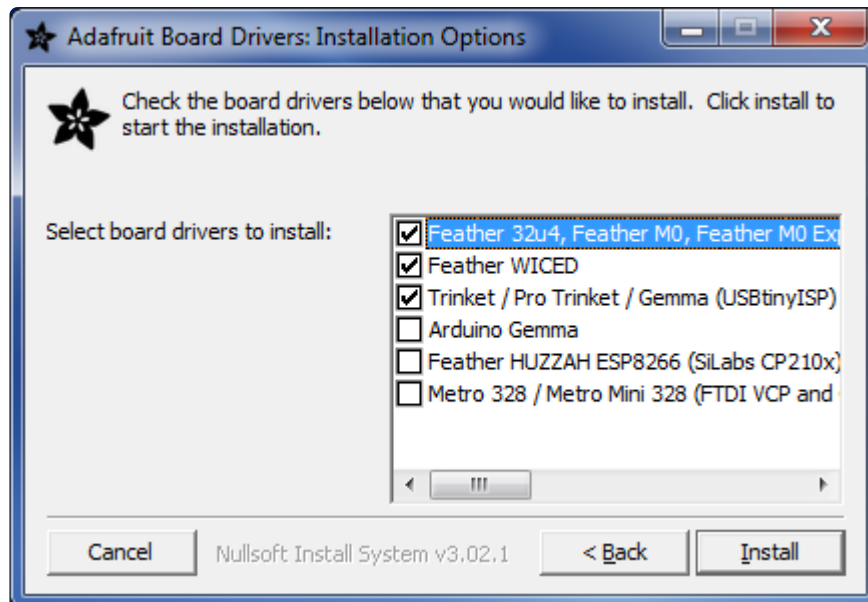 Adafruit Board Drivers: Installation Options
Check the board drivers below that you would like to install. Click install to
start the installation.
Select board drivers to install:
Feather 32u4, Feather M0, Feather M0
Feather WICED
Trinket / Pro Trinket / Gemma (USBtinyISP)
Arduino Gemma
Feather HUZZAH ESP8266 (SiLabs CP210x)
Metro 328 / Metro Mini 328 (FTDI VCP and
Cancel
Nullsoft Install System v3.02.1
< Back
Install